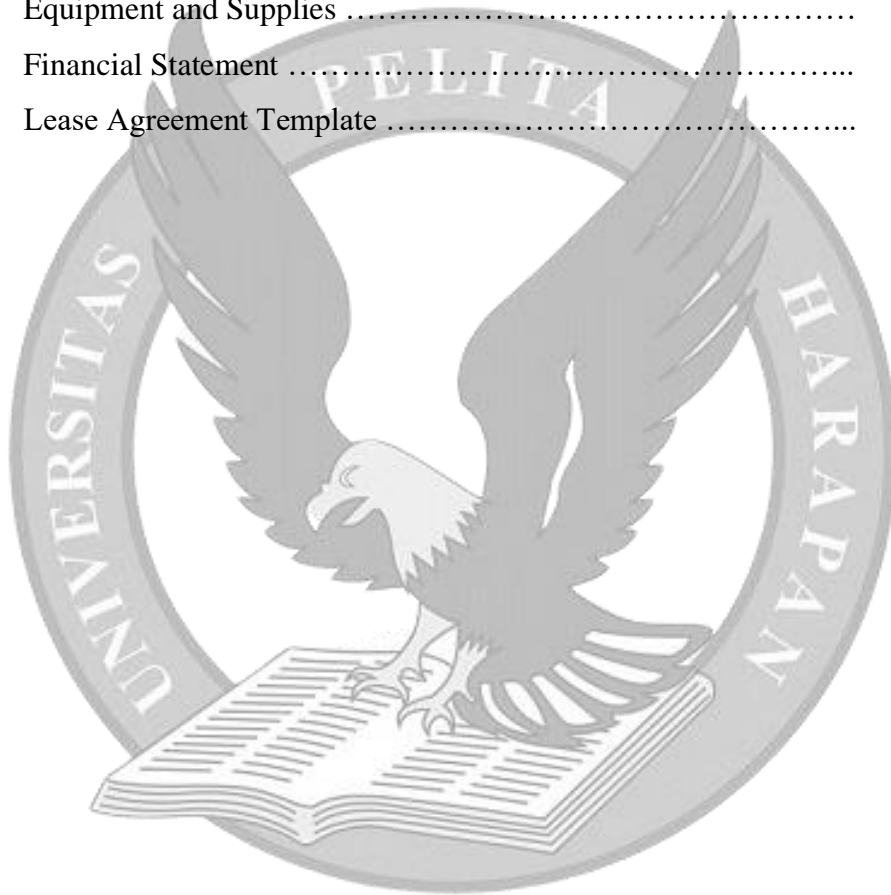 Equipment and Supplies ……………………………………………
Financial Statement ………………………………………………...
Lease Agreement Template ………………………………………...
UNIVERSITAS PELITA HARAPAN